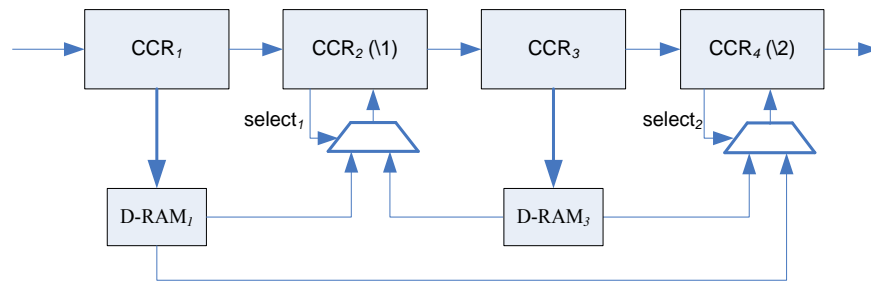 CCR1
CCR2 (\1)
CCR3
CCR4 (\2)
select1
select2
D-RAM1
D-RAM3